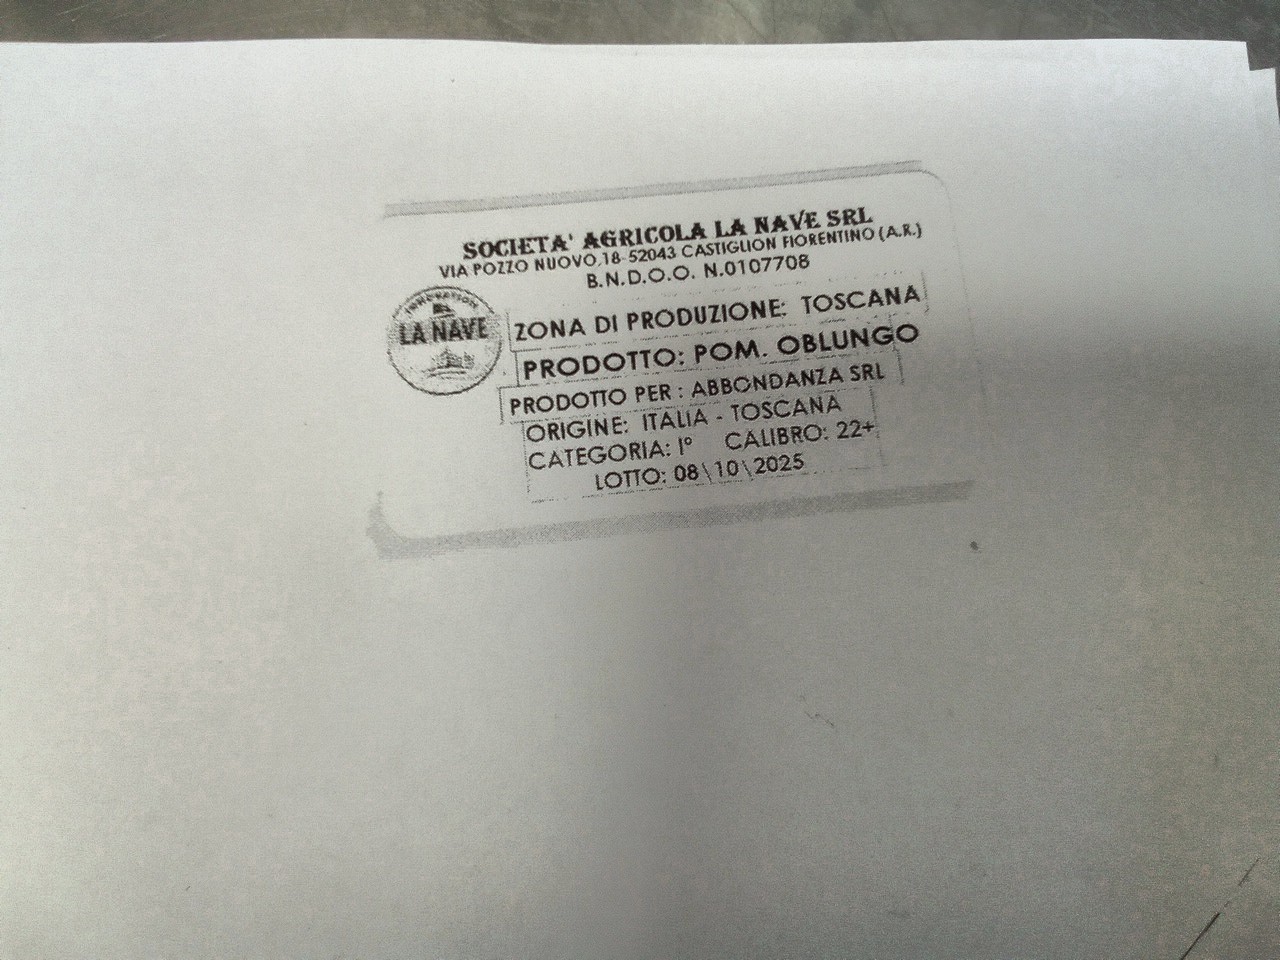 SOCIETA' AGRICOLA LA NAVE SRL
VIA POZZO NUOVO,18-52043 CASTIGLION FIORENTINO (A.R.)
B.N.D.O.O. N.0107708
INNOVATION
LA NAVE
ZONA DI PRODUZIONE: TOSCANA
PRODOTTO: POM. OBLUNGO
PRODOTTO PER : ABBONDANZA SRL
ORIGINE: ITALIA - TOSCANA
CATEGORIA: I° CALIBRO: 22+
LOTTO: 08\10\2025